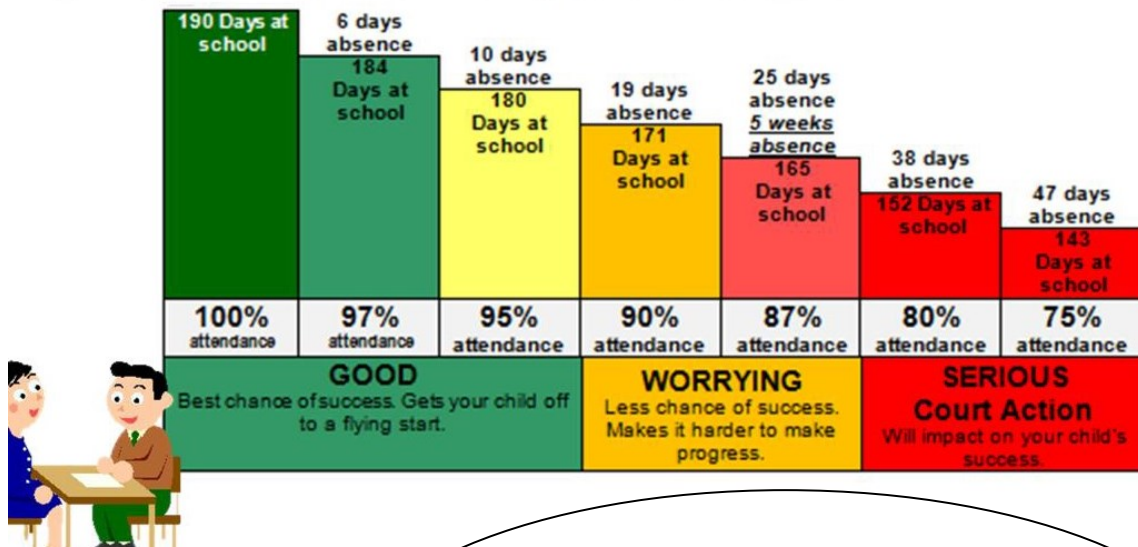 190 Days at
school
6 days
absence
184
Days at
school
10 days
absence
180
Days at
school
19 days
absence
171
Days at
school
25 days
absence
5 weeks
absence
165
Days at
school
38 days
absence
152 Days at
school
47 days
absence
143
Days at
school
100%
attendance
97%
attendance
95%
attendance
90%
attendance
87%
attendance
80%
attendance
75%
attendance
GOOD
Best chance of success. Gets your child off
to a flying start.
WORRYING
Less chance of success.
Makes it harder to make
progress.
SERIOUS
Court Action
Will impact on your child's
success.